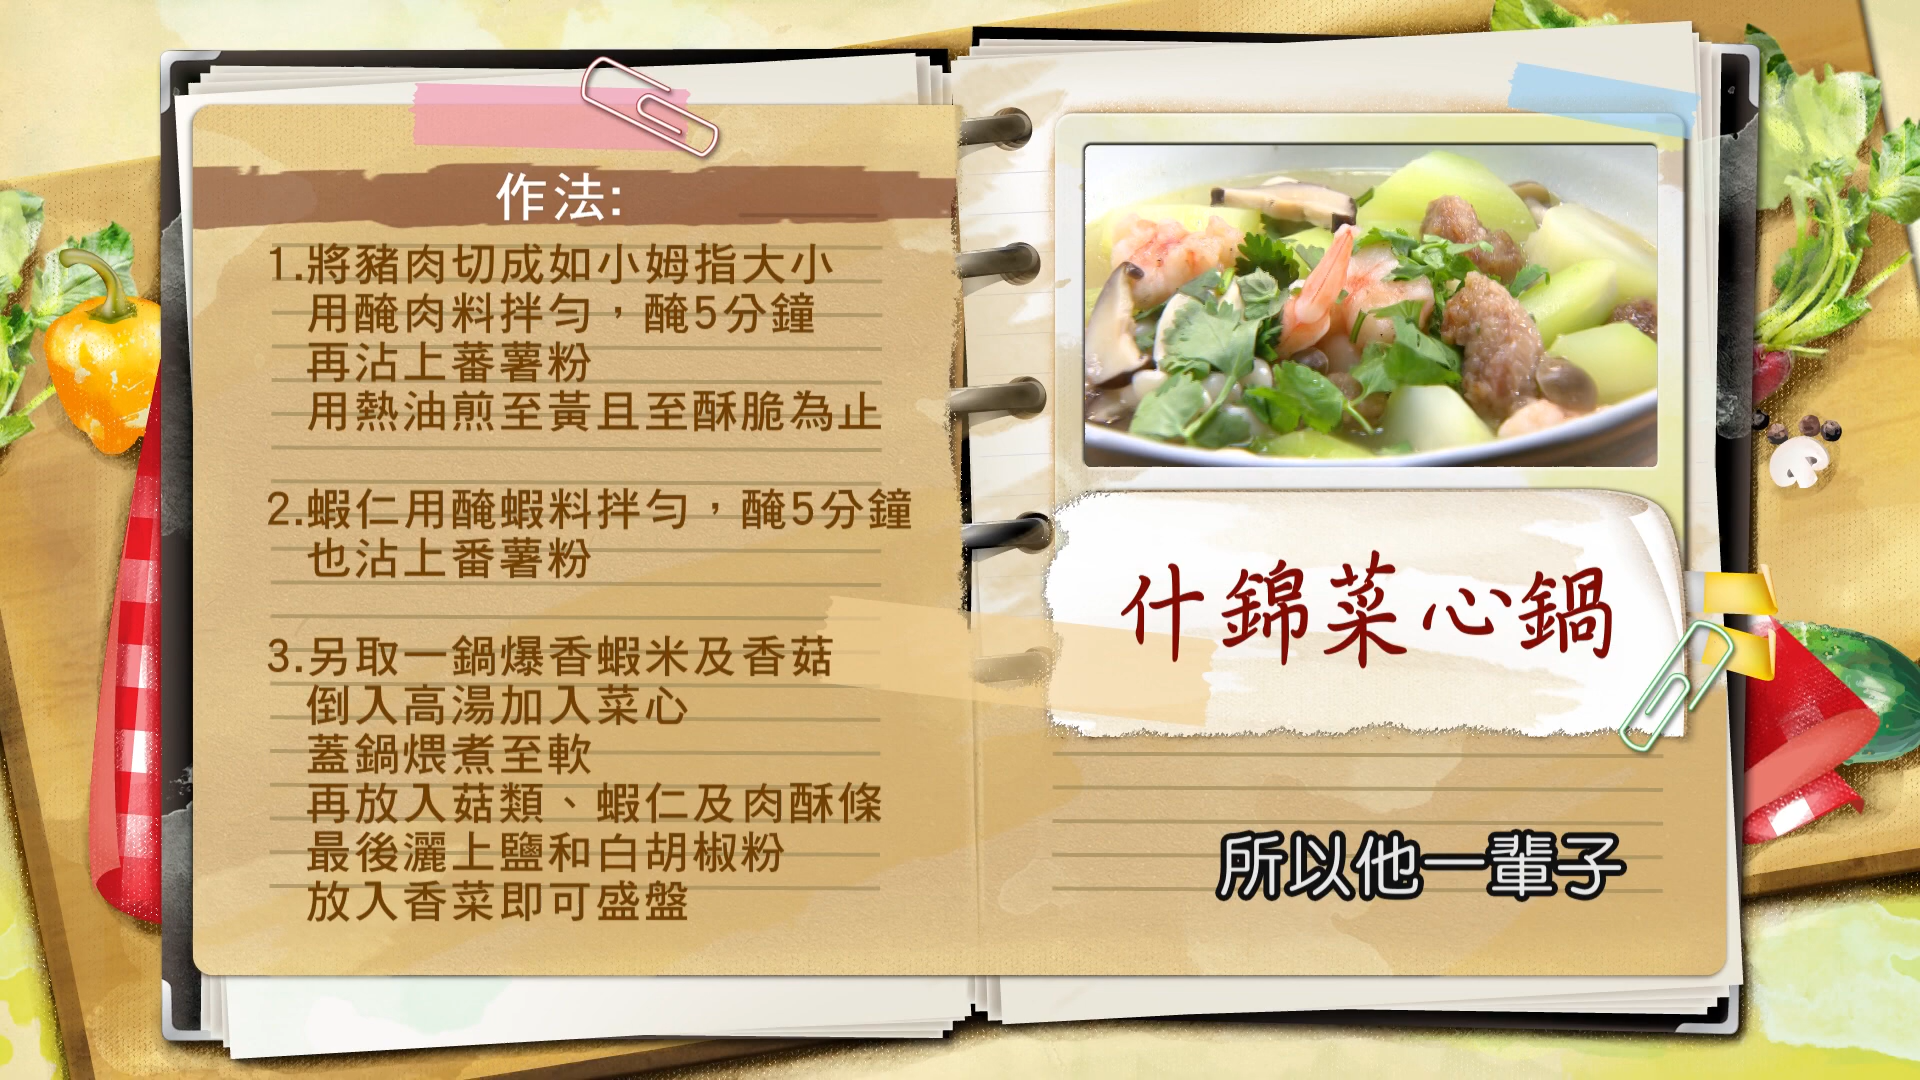 作法:
1.將豬肉切成如小姆指大小
用醃肉料拌勻，醃5分鐘
再沾上蕃薯粉
用熱油煎至黃且至酥脆為止
2.蝦仁用醃蝦料拌勻，醃5分鐘
也沾上番薯粉
3.另取一鍋爆香蝦米及香菇
倒入高湯加入菜心
蓋鍋煨煮至軟
再放入菇類、蝦仁及肉酥條
最後灑上鹽和白胡椒粉
放入香菜即可盛盤
什錦菜心鍋
所以他一輩子